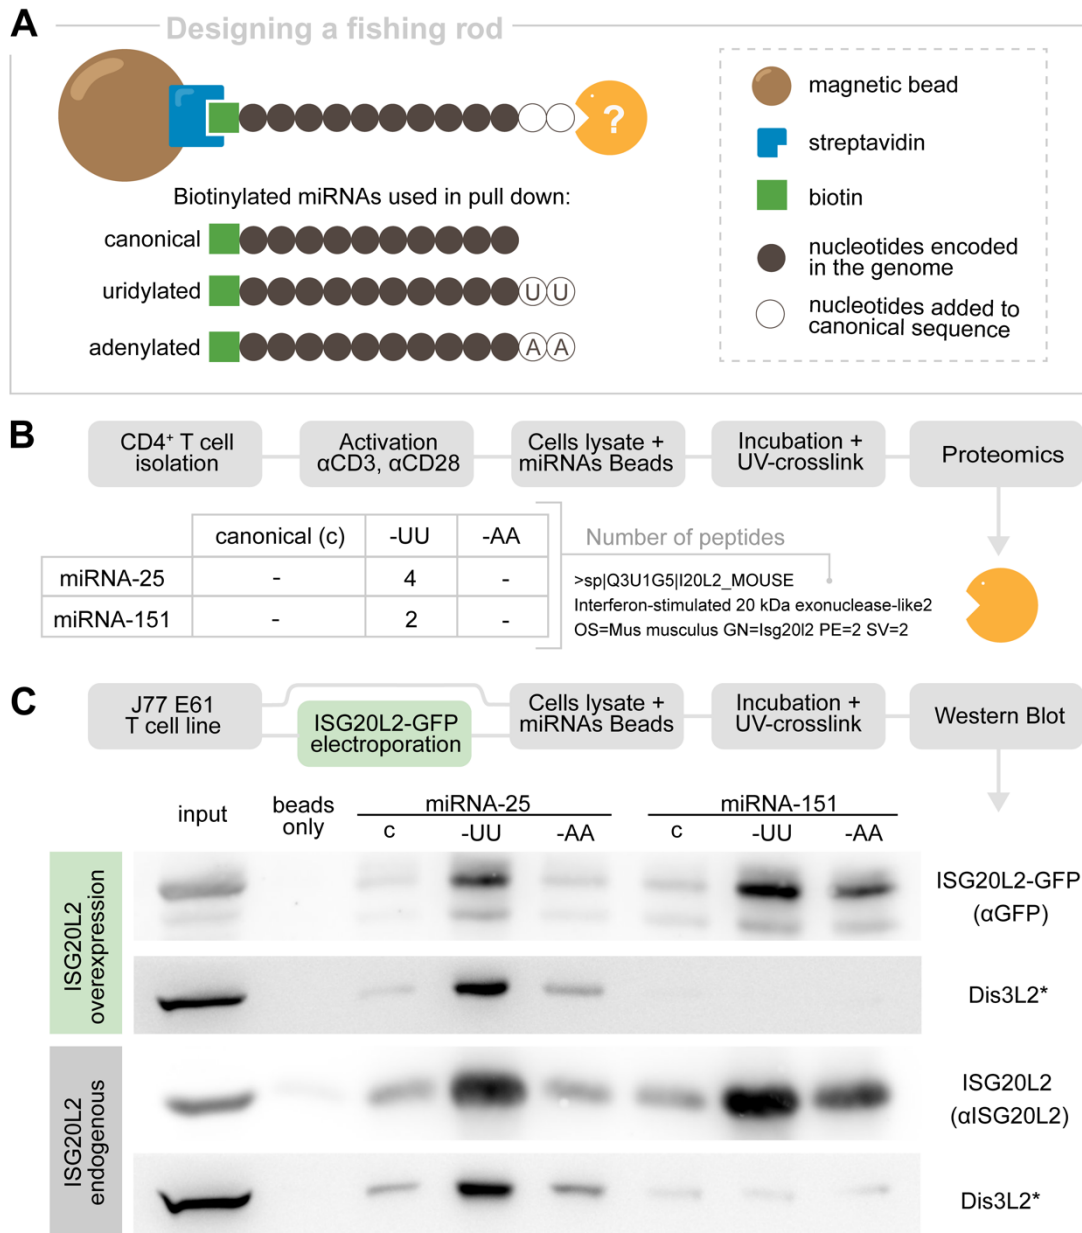 A
Designing a fishing rod
?
Biotinylated miRNAs used in pull down:
canonical
uridylated
U U
adenylated
A A
magnetic bead
streptavidin
biotin
nucleotides encoded
in the genome
nucleotides added to
canonical sequence
B
CD4⁺ T cell
isolation
Activation
αCD3, αCD28
Cells lysate +
miRNAs Beads
Incubation +
UV-crosslink
Proteomics
canonical (c) -UU -AA
miRNA-25 - 4 -
miRNA-151 - 2 -
Number of peptides
>sp|Q3U1G5|I20L2_MOUSE
Interferon-stimulated 20 kDa exonuclease-like2
OS=Mus musculus GN=Isg20l2 PE=2 SV=2
C
J77 E61
T cell line
ISG20L2-GFP
electroporation
Cells lysate +
miRNAs Beads
Incubation +
UV-crosslink
Western Blot
input
beads
only
miRNA-25
c -UU -AA
miRNA-151
c -UU -AA
ISG20L2
overexpression
ISG20L2-GFP
(αGFP)
Dis3L2*
ISG20L2
endogenous
ISG20L2
(αISG20L2)
Dis3L2*